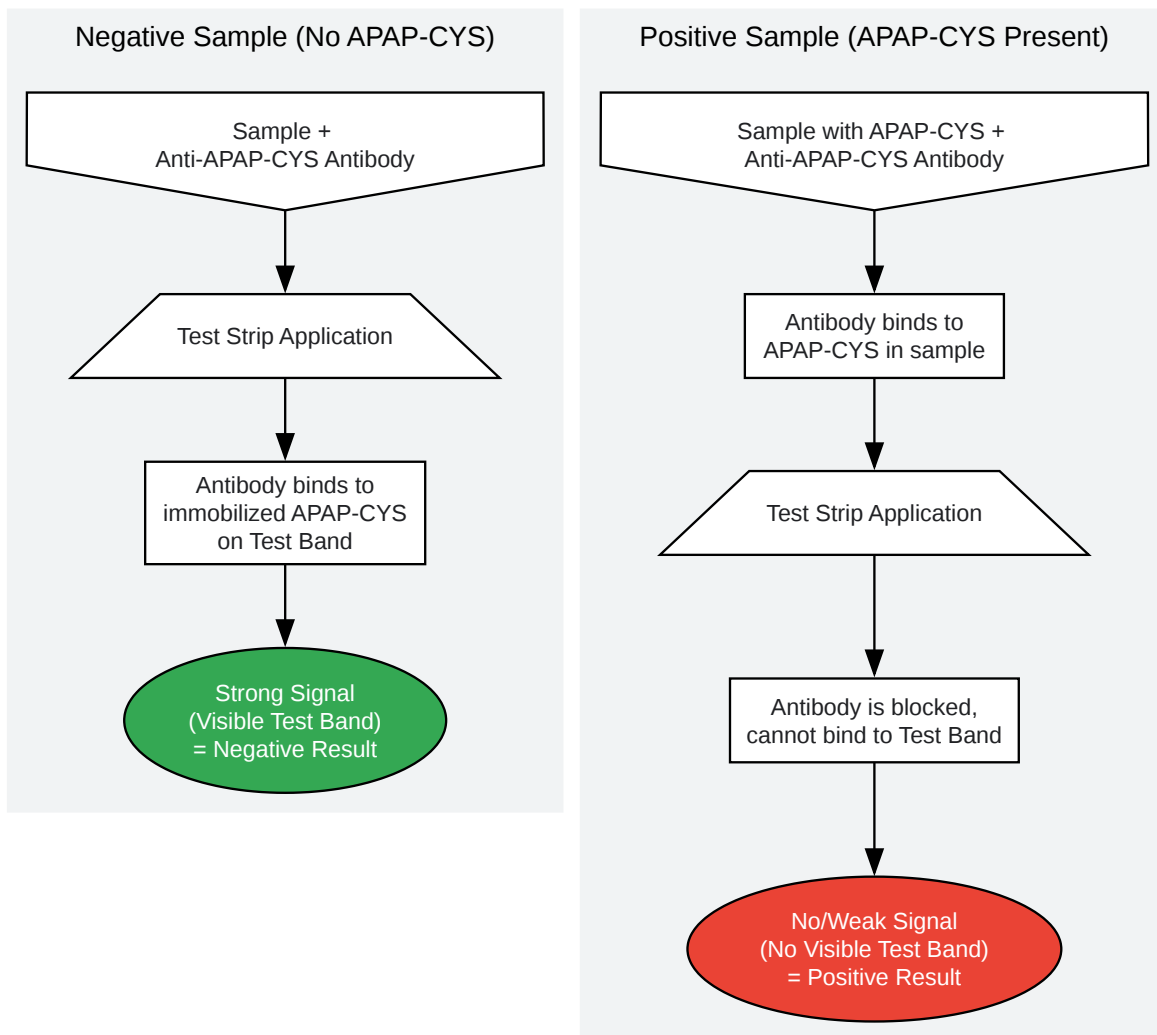 Negative Sample (No APAP-CYS)
Sample +
Anti-APAP-CYS Antibody
Test Strip Application
Antibody binds to
immobilized APAP-CYS
on Test Band
Strong Signal
(Visible Test Band)
= Negative Result
Positive Sample (APAP-CYS Present)
Sample with APAP-CYS +
Anti-APAP-CYS Antibody
Antibody binds to
APAP-CYS in sample
Test Strip Application
Antibody is blocked,
cannot bind to Test Band
No/Weak Signal
(No Visible Test Band)
= Positive Result